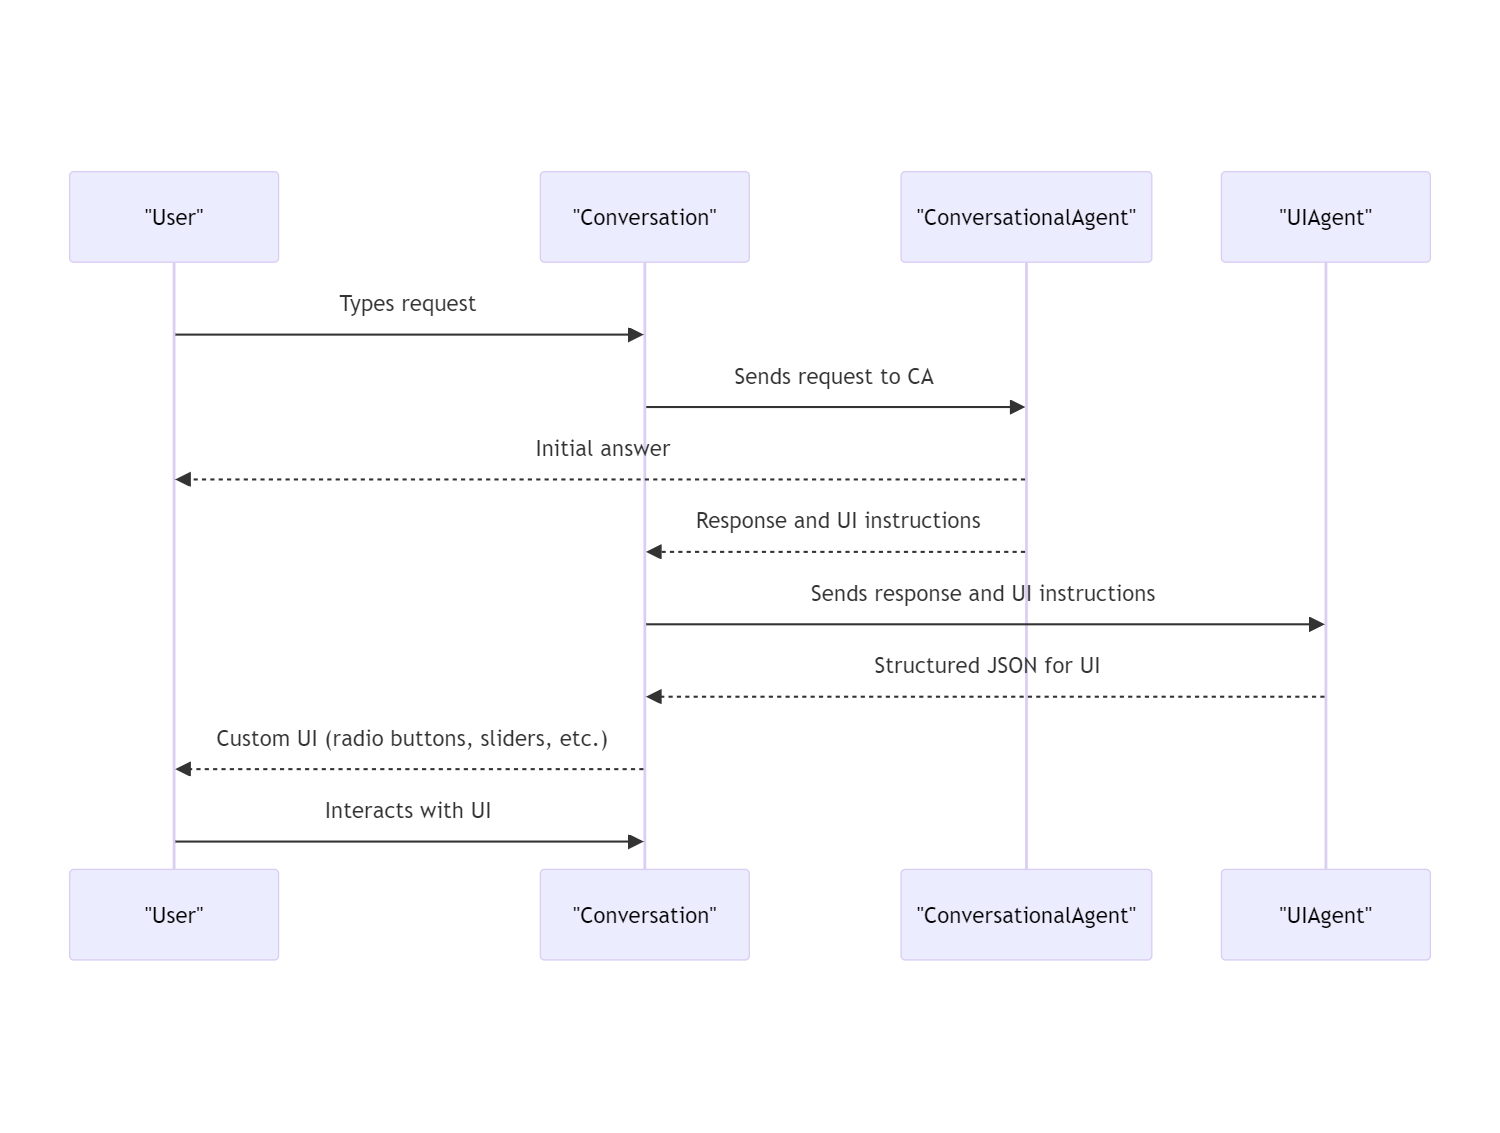 "User"
"Conversation"
"ConversationalAgent"
"UIAgent"
Types request
Sends request to CA
Initial answer
Response and UI instructions
Sends response and UI instructions
Structured JSON for UI
Custom UI (radio buttons, sliders, etc.)
Interacts with UI
"User"
"Conversation"
"ConversationalAgent"
"UIAgent"